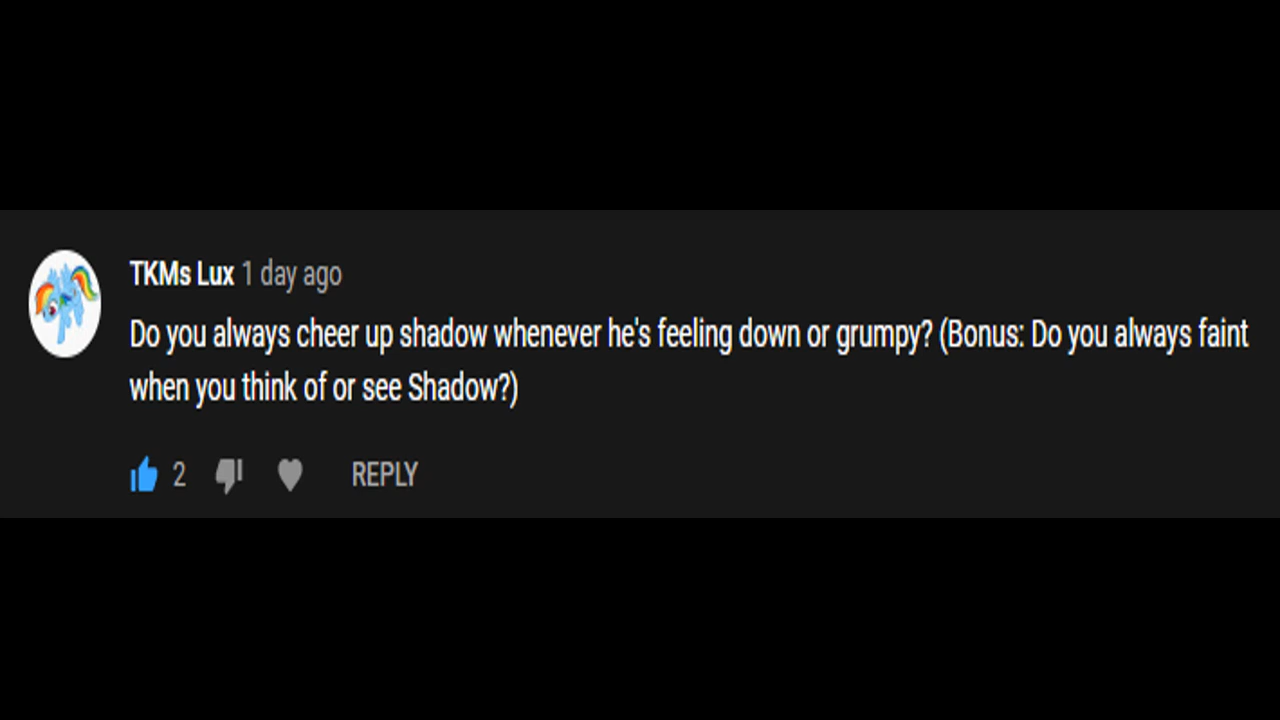 TKMs Lux 1 day ago
Do you always cheer up shadow whenever he's feeling down or grumpy? (Bonus: Do you always faint
when you think of or see Shadow?)
2 REPLY